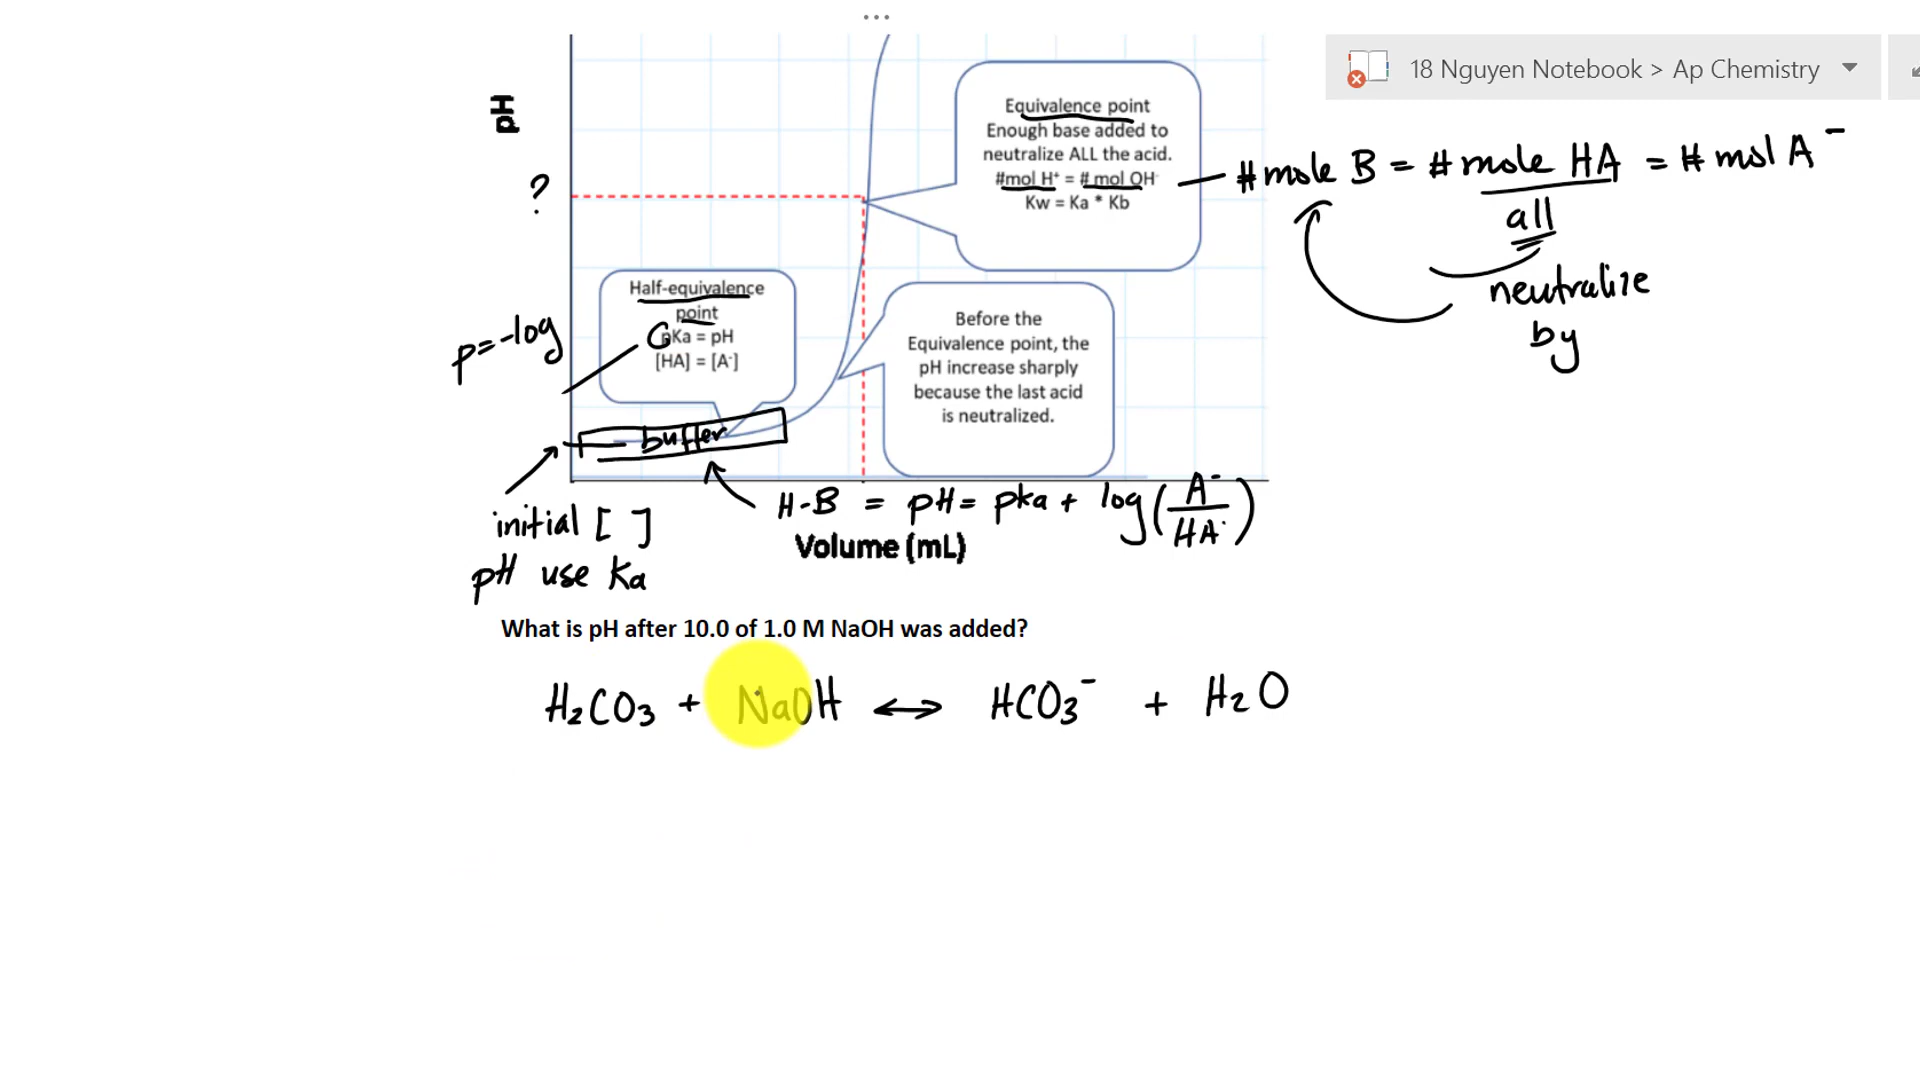 ...
18 Nguyen Notebook > Ap Chemistry
pH
?
Equivalence point
Enough base added to
neutralize ALL the acid.
#mol H⁺ = # mol OH⁻
Kw = Ka * Kb
# mole B = # mole HA = # mol A⁻
all
neutralize
by
Half-equivalence
point
pKa = pH
[HA] = [A⁻]
p=-log
Before the
Equivalence point, the
pH increase sharply
because the last acid
is neutralized.
buffer
initial [ ]
pH use Ka
H-B = pH = pka + log(A⁻/HA)
Volume (mL)
What is pH after 10.0 of 1.0 M NaOH was added?
H₂CO₃ + NaOH ↔ HCO₃⁻ + H₂O